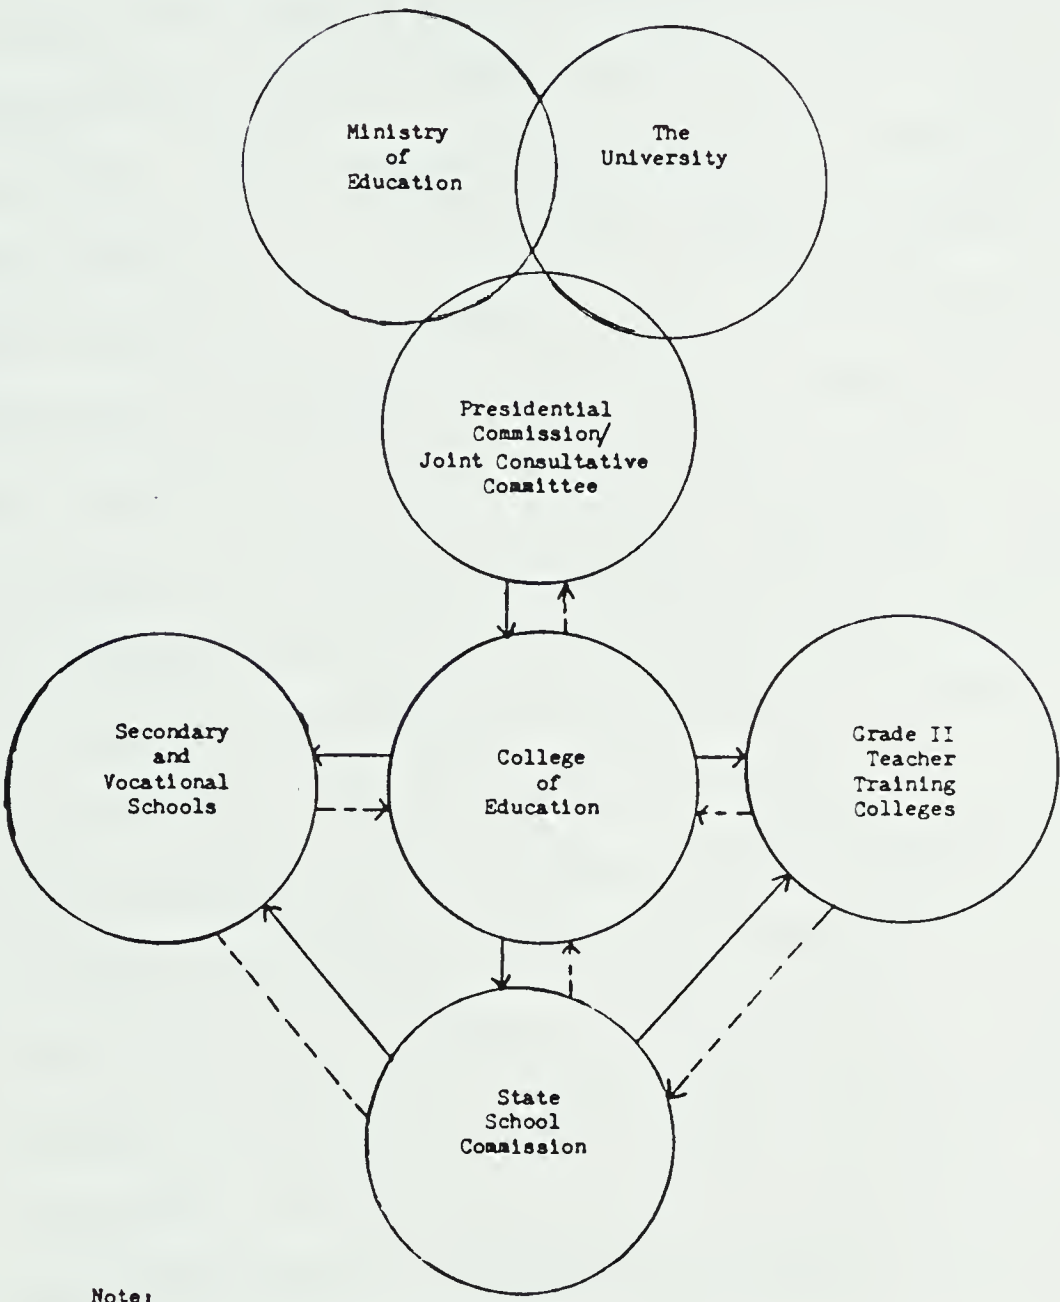 Ministry
of
Education
The
University
Presidential
Commission/
Joint Consultative
Committee
Secondary
and
Vocational
Schools
College
of
Education
Grade II
Teacher
Training
Colleges
State
School
Commission
Note: